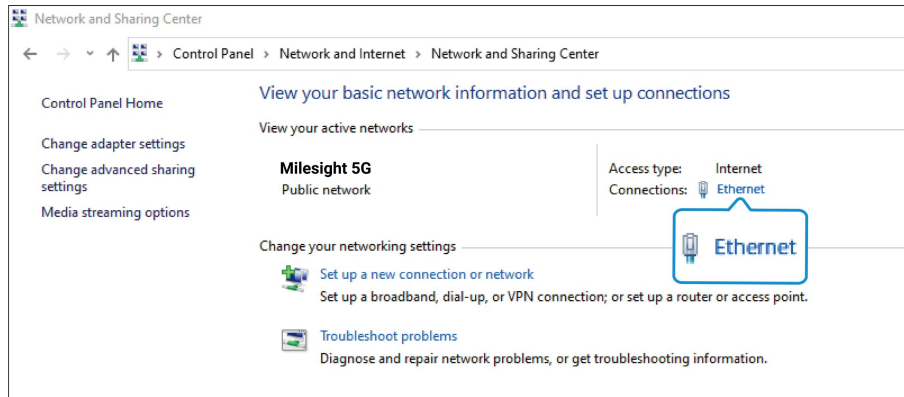 Network and Sharing Center
Control Panel > Network and Internet > Network and Sharing Center
Control Panel Home
Change adapter settings
Change advanced sharing
settings
Media streaming options
View your basic network information and set up connections
View your active networks
Milesight 5G
Public network
Access type: Internet
Connections: Ethernet
Ethernet
Change your networking settings
Set up a new connection or network
Set up a broadband, dial-up, or VPN connection; or set up a router or access point.
Troubleshoot problems
Diagnose and repair network problems, or get troubleshooting information.